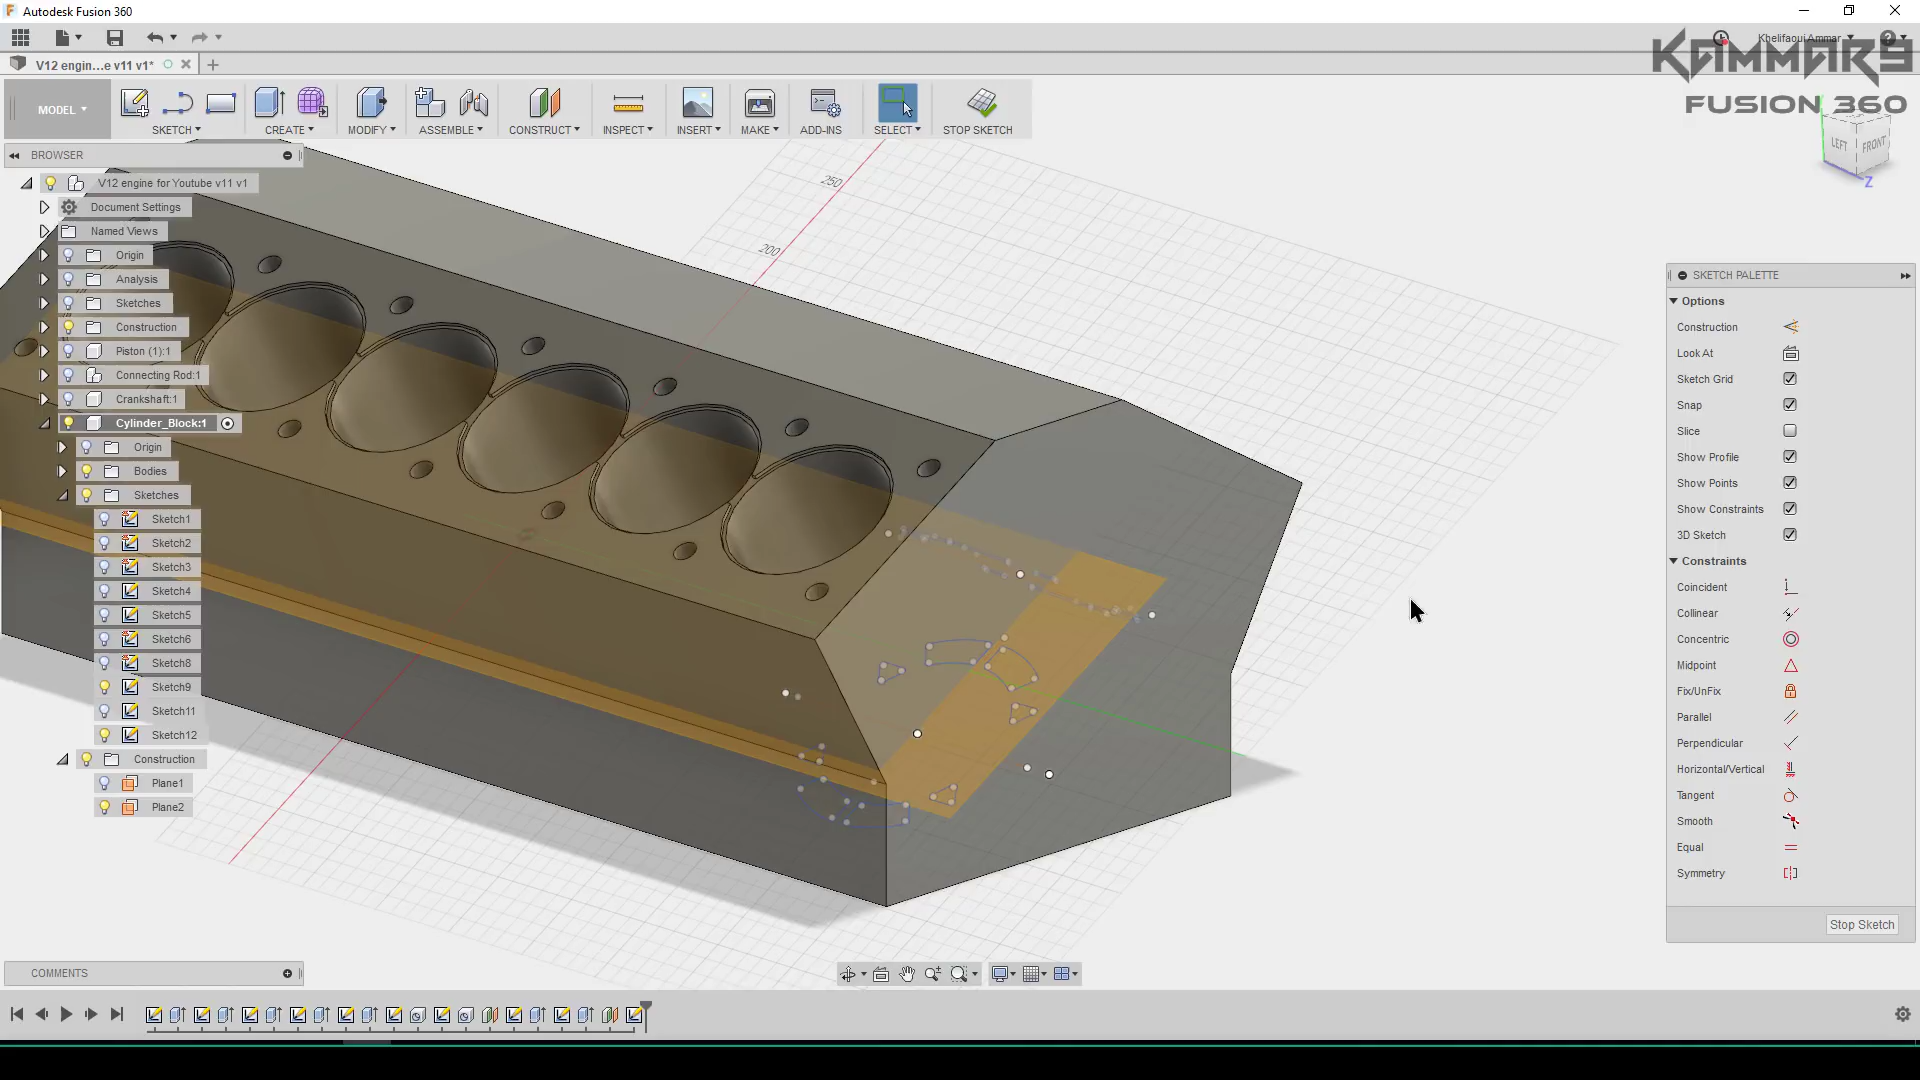 Autodesk Fusion 360
Khelifaoui Ammar
KAMMAR9
FUSION 360
V12 engin...e v11 v1*
MODEL
SKETCH
CREATE
MODIFY
ASSEMBLE
CONSTRUCT
INSPECT
INSERT
MAKE
ADD-INS
SELECT
STOP SKETCH
LEFT
FRONT
Z
BROWSER
V12 engine for Youtube v11 v1
Document Settings
Named Views
Origin
Analysis
Sketches
Construction
Piston (1):1
Connecting Rod:1
Crankshaft:1
Cylinder_Block:1
Origin
Bodies
Sketches
Sketch1
Sketch2
Sketch3
Sketch4
Sketch5
Sketch6
Sketch8
Sketch9
Sketch11
Sketch12
Construction
Plane1
Plane2
250
200
SKETCH PALETTE
Options
Construction
Look At
Sketch Grid
Snap
Slice
Show Profile
Show Points
Show Constraints
3D Sketch
Constraints
Coincident
Collinear
Concentric
Midpoint
Fix/UnFix
Parallel
Perpendicular
Horizontal/Vertical
Tangent
Smooth
Equal
Symmetry
Stop Sketch
COMMENTS